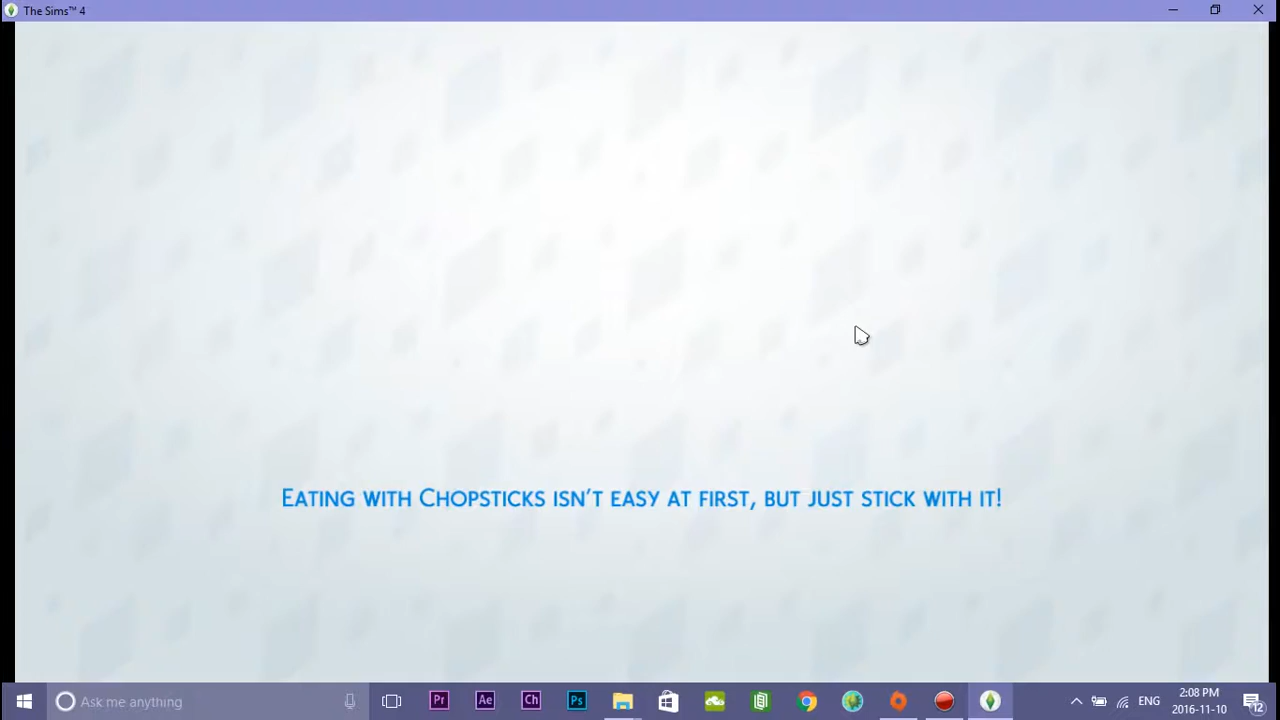 The Sims™ 4
EATING WITH CHOPSTICKS ISN'T EASY AT FIRST, BUT JUST STICK WITH IT!
Ask me anything
Pr
Ae
Ch
Ps
ENG
2:08 PM
2016-11-10
12